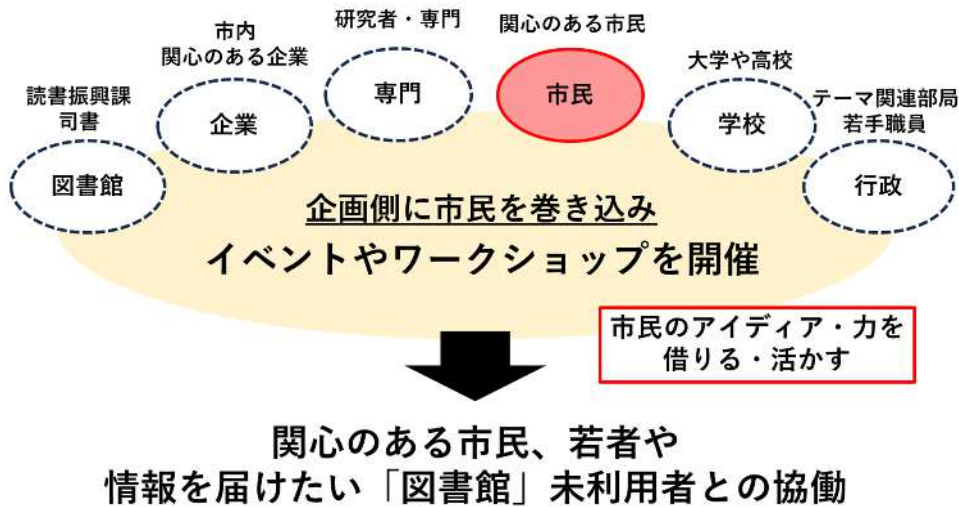 研究者・専門
関心のある市民
市内
関心のある企業
大学や高校
読書振興課
司書
テーマ関連部局
若手職員
専門
市民
企業
学校
図書館
行政
企画側に市民を巻き込み
イベントやワークショップを開催
市民のアイディア・力を
借りる・活かす
関心のある市民、若者や
情報を届けたい「図書館」未利用者との協働